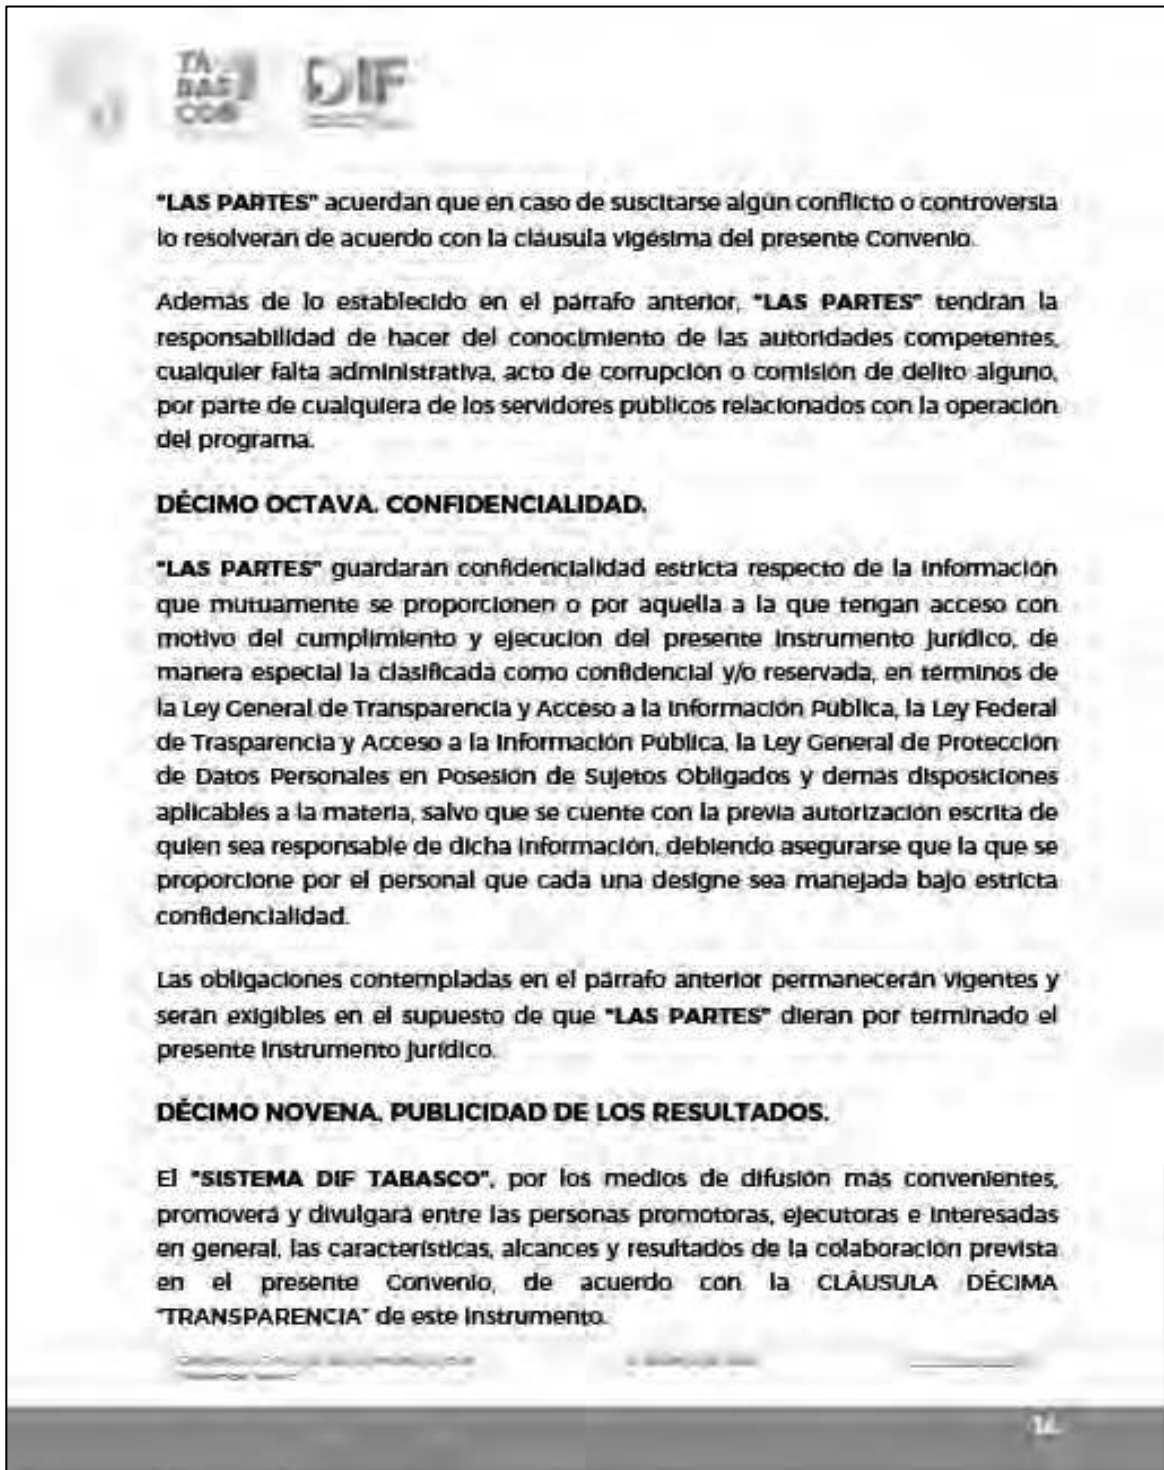 TA
BAS
COB
DIF
"LAS PARTES" acuerdan que en caso de suscitarse algún conflicto o controversia
lo resolverán de acuerdo con la cláusula vigésima del presente Convenio.
Además de lo establecido en el párrafo anterior, "LAS PARTES" tendrán la
responsabilidad de hacer del conocimiento de las autoridades competentes,
cualquier falta administrativa, acto de corrupción o comisión de delito alguno,
por parte de cualquiera de los servidores públicos relacionados con la operación
del programa.
DÉCIMO OCTAVA. CONFIDENCIALIDAD.
"LAS PARTES" guardarán confidencialidad estricta respecto de la información
que mutuamente se proporcionen o por aquella a la que tengan acceso con
motivo del cumplimiento y ejecución del presente instrumento jurídico, de
manera especial la clasificada como confidencial y/o reservada, en términos de
la Ley General de Transparencia y Acceso a la Información Pública, la Ley Federal
de Trasparencia y Acceso a la Información Pública, la Ley General de Protección
de Datos Personales en Posesión de Sujetos Obligados y demás disposiciones
aplicables a la materia, salvo que se cuente con la previa autorización escrita de
quien sea responsable de dicha información, debiendo asegurarse que la que se
proporcione por el personal que cada una designe sea manejada bajo estricta
confidencialidad.
Las obligaciones contempladas en el párrafo anterior permanecerán vigentes y
serán exigibles en el supuesto de que "LAS PARTES" dieran por terminado el
presente instrumento jurídico.
DÉCIMO NOVENA. PUBLICIDAD DE LOS RESULTADOS.
El "SISTEMA DIF TABASCO", por los medios de difusión más convenientes,
promoverá y divulgará entre las personas promotoras, ejecutoras e interesadas
en general, las características, alcances y resultados de la colaboración prevista
en el presente Convenio, de acuerdo con la CLÁUSULA DÉCIMA
"TRANSPARENCIA" de este instrumento.